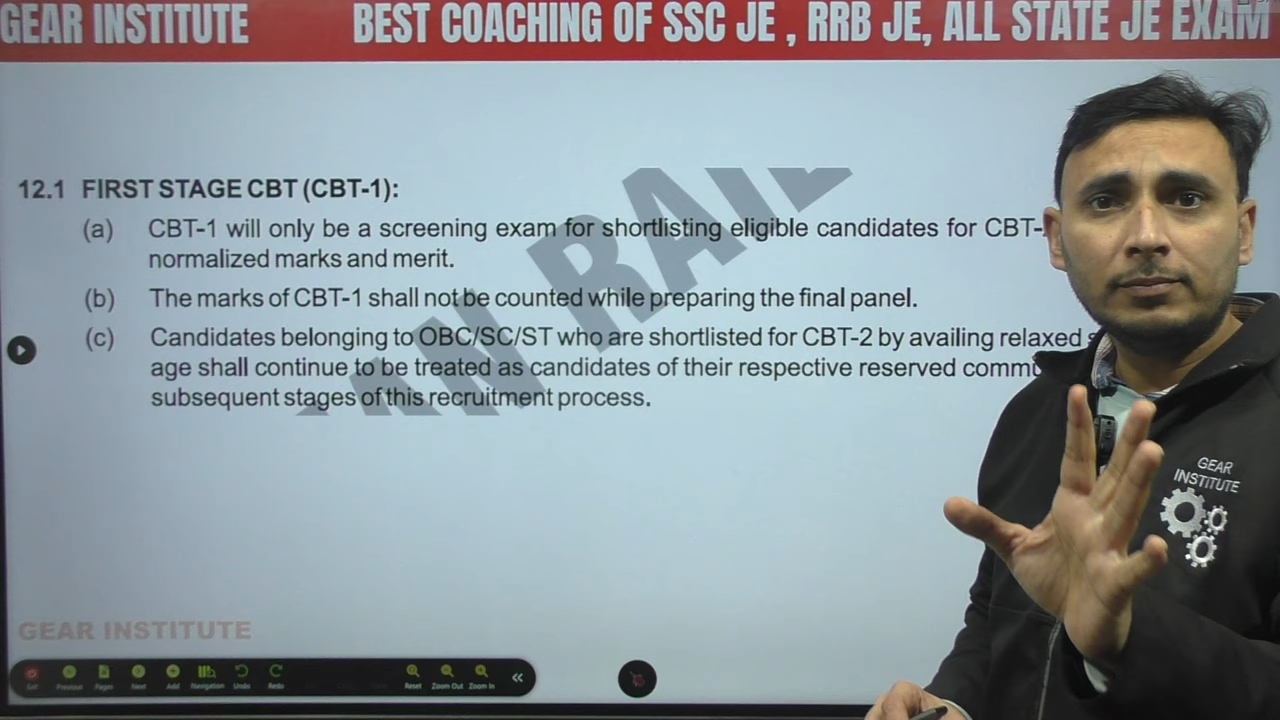 GEAR INSTITUTE BEST COACHING OF SSC JE , RRB JE, ALL STATE JE EXAM
12.1 FIRST STAGE CBT (CBT-1):
(a) CBT-1 will only be a screening exam for shortlisting eligible candidates for CBT-
normalized marks and merit.
(b) The marks of CBT-1 shall not be counted while preparing the final panel.
(c) Candidates belonging to OBC/SC/ST who are shortlisted for CBT-2 by availing relaxed
age shall continue to be treated as candidates of their respective reserved commu
subsequent stages of this recruitment process.
AN RAIL
GEAR
INSTITUTE
GEAR INSTITUTE
Exit Previous Pages Next Add Navigation Undo Redo Reset Zoom Out Zoom In